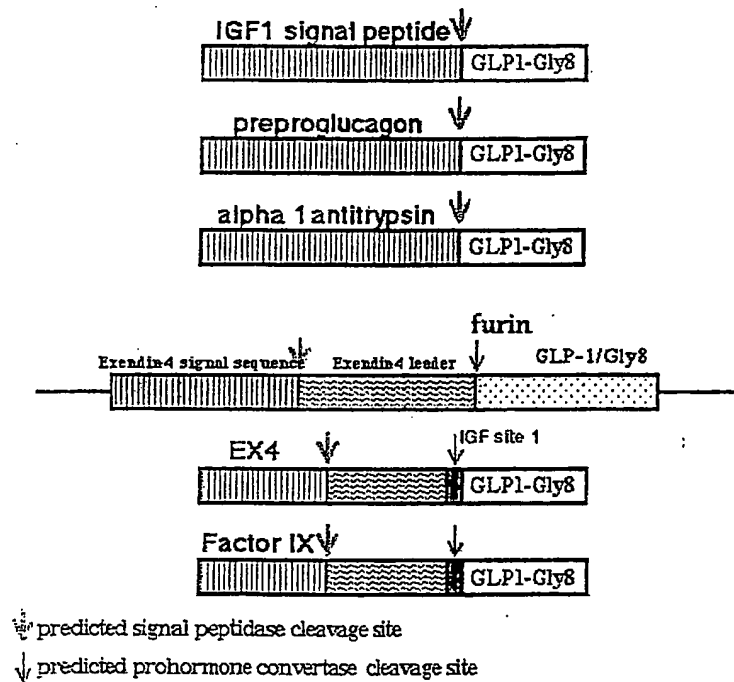 IGF1 signal peptide
GLP1-Gly8
preproglucagon
GLP1-Gly8
alpha 1 antitrypsin
GLP1-Gly8
furin
Exendin4 signal sequence
Exendin4 leader
GLP-1/Gly8
EX4
IGF site 1
GLP1-Gly8
Factor IX
GLP1-Gly8
predicted signal peptidase cleavage site
predicted prohormone convertase cleavage site